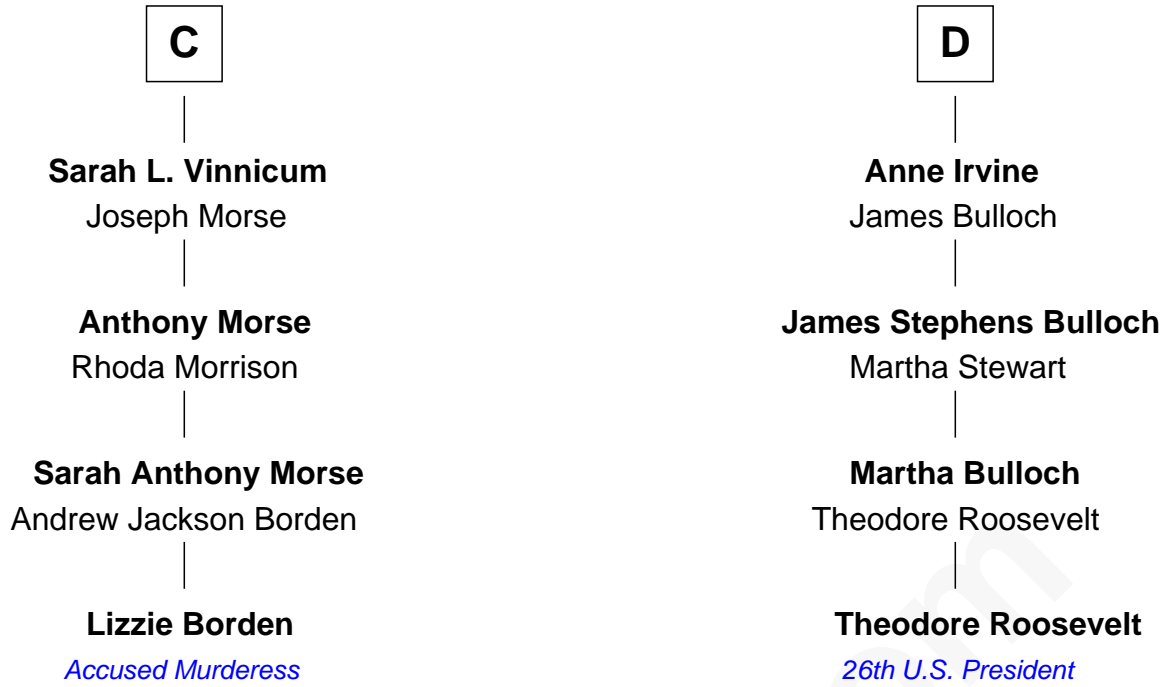 C
Sarah L. Vinnicum
Joseph Morse
Anthony Morse
Rhoda Morrison
Sarah Anthony Morse
Andrew Jackson Borden
Lizzie Borden
Accused Murderess
D
Anne Irvine
James Bulloch
James Stephens Bulloch
Martha Stewart
Martha Bulloch
Theodore Roosevelt
Theodore Roosevelt
26th U.S. President